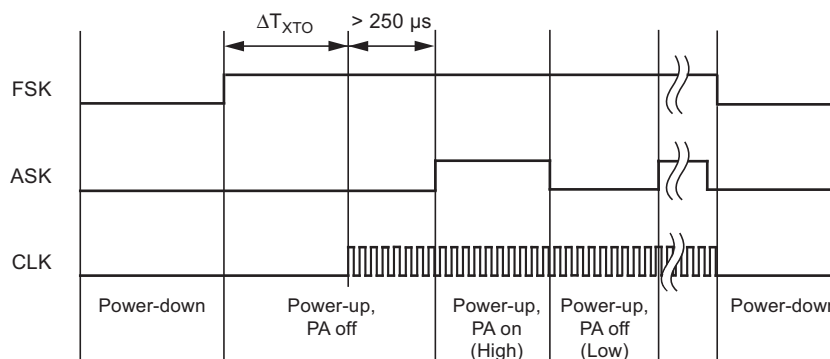 ΔTXTO
> 250 µs
FSK
ASK
CLK
Power-down
Power-up,
PA off
Power-up,
PA on
(High)
Power-up,
PA off
(Low)
Power-down